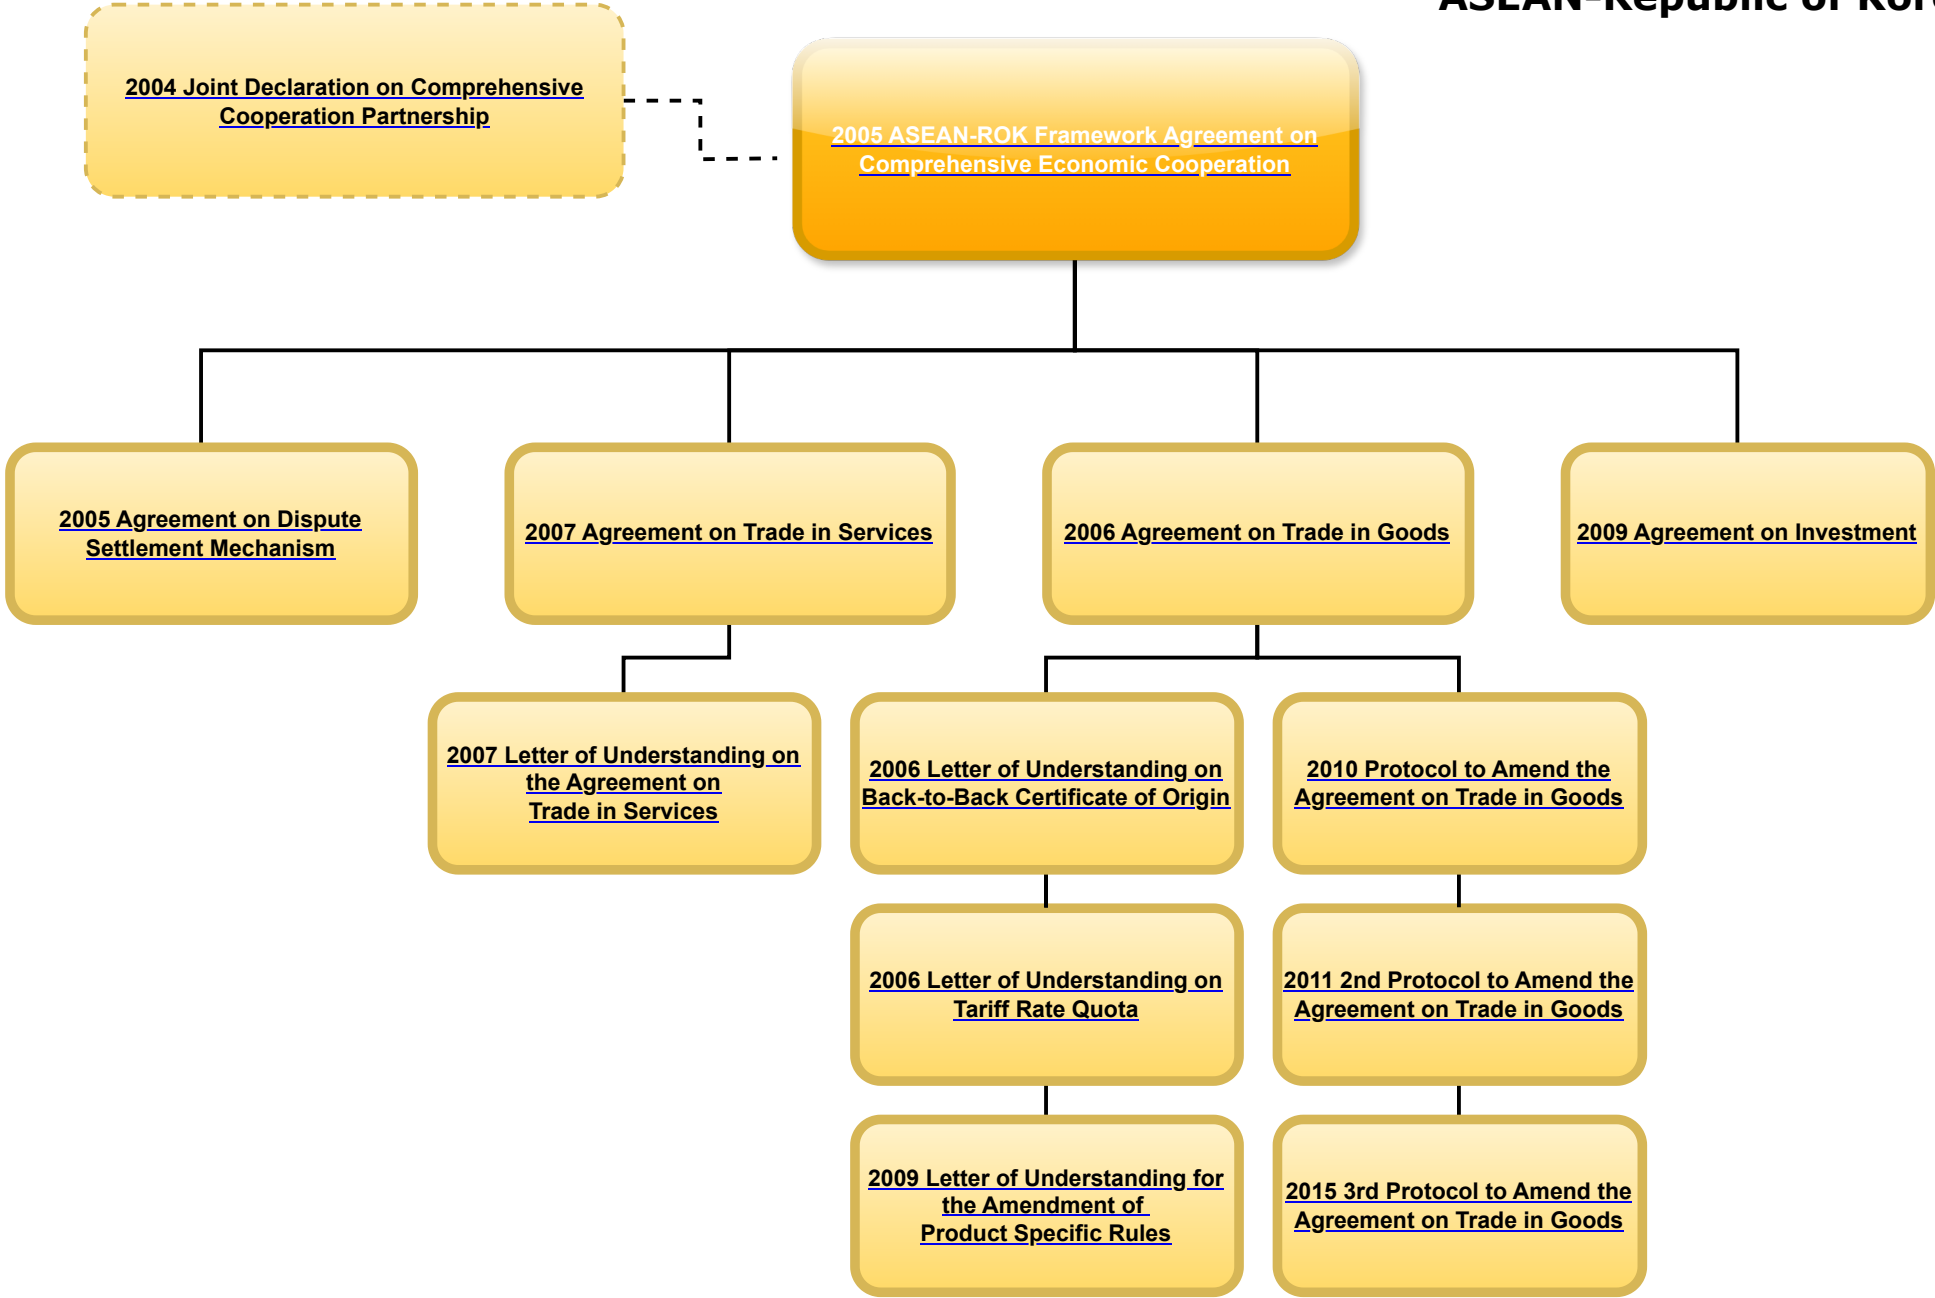 ASEAN-Republic of
2004 Joint Declaration on Comprehensive
Cooperation Partnership
2005 ASEAN-ROK Framework Agreement on
Comprehensive Economic Cooperation
2005 Agreement on Dispute
Settlement Mechanism
2007 Agreement on Trade in Services
2006 Agreement on Trade in Goods
2009 Agreement on Investment
2007 Letter of Understanding on
the Agreement on
Trade in Services
2006 Letter of Understanding on
Back-to-Back Certificate of Origin
2010 Protocol to Amend the
Agreement on Trade in Goods
2006 Letter of Understanding on
Tariff Rate Quota
2011 2nd Protocol to Amend the
Agreement on Trade in Goods
2009 Letter of Understanding for
the Amendment of
Product Specific Rules
2015 3rd Protocol to Amend the
Agreement on Trade in Goods